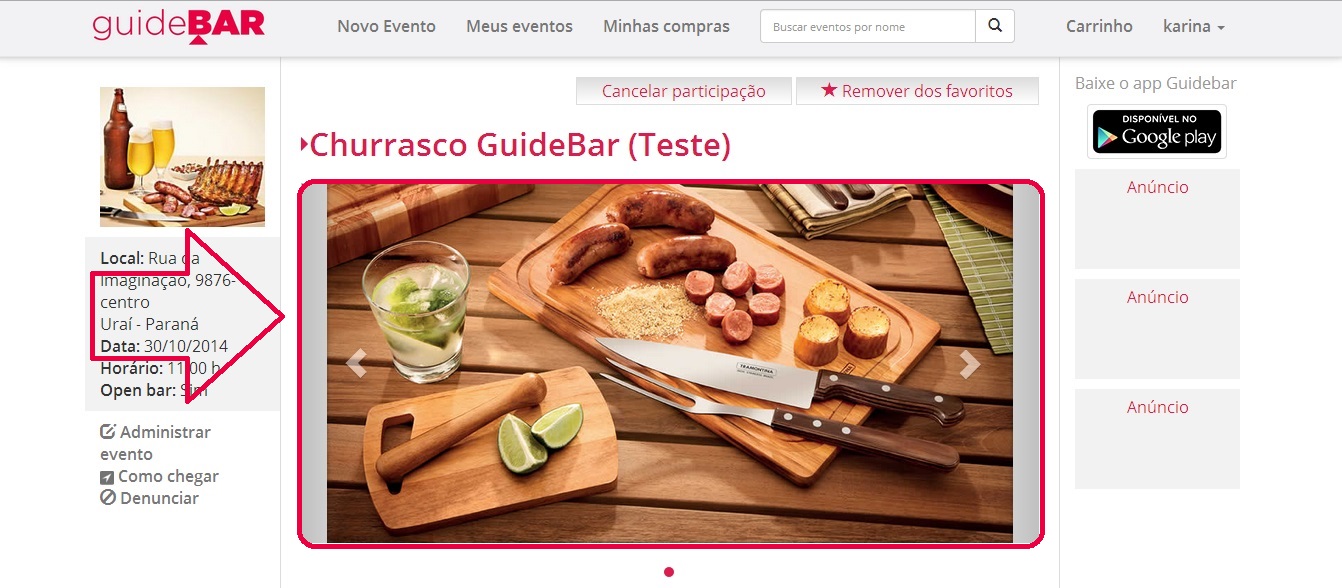 guideBAR
Novo Evento
Meus eventos
Minhas compras
Buscar eventos por nome
Carrinho
karina
Cancelar participação
★ Remover dos favoritos
Baixe o app Guidebar
DISPONÍVEL NO
Google play
Churrasco GuideBar (Teste)
Anúncio
Anúncio
Anúncio
Local: Rua da
Imaginação, 9876-
centro
Uraí - Paraná
Data: 30/10/2014
Horário: 11:00 h
Open bar: Sim
Administrar
evento
Como chegar
Denunciar
TRAMONTINA